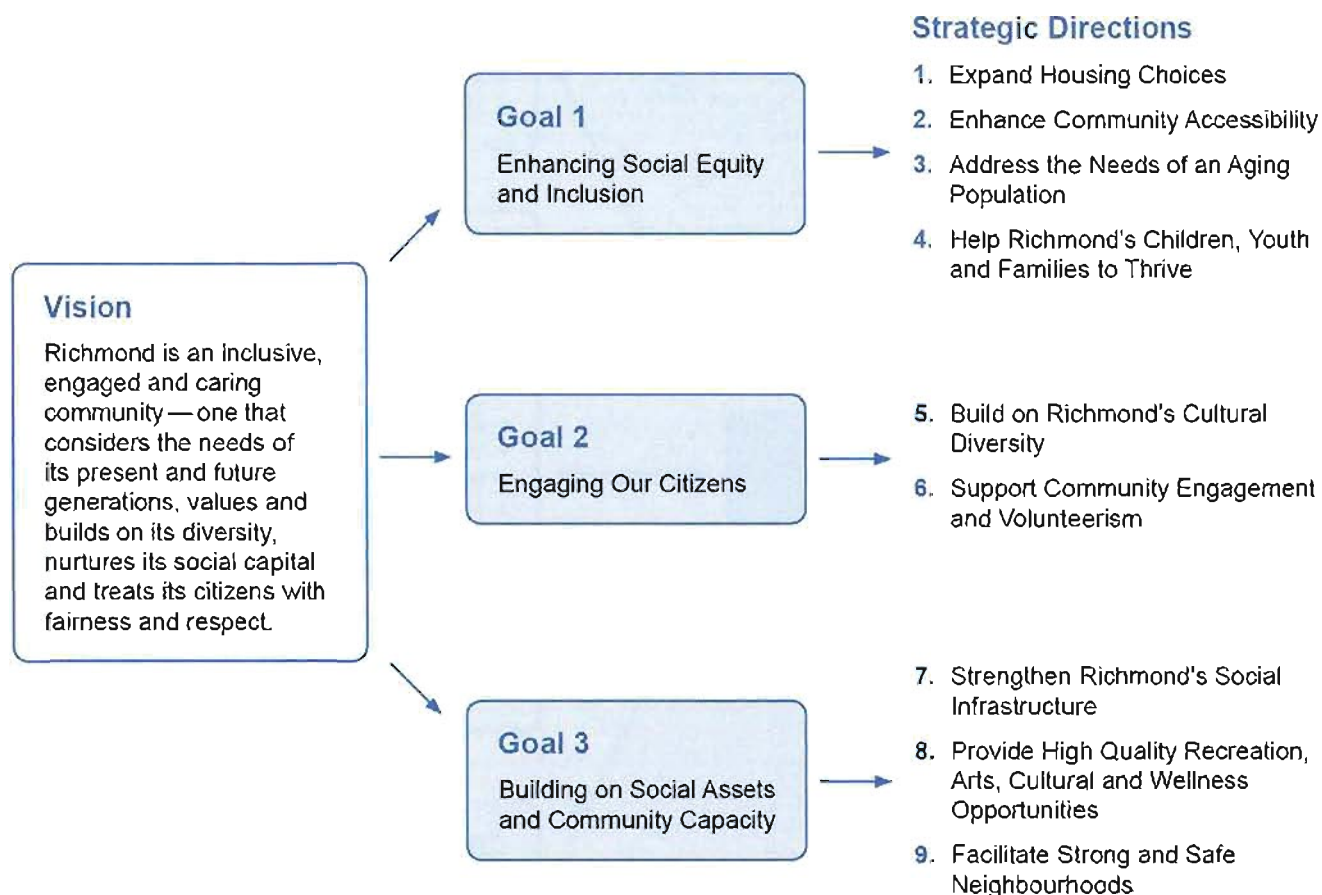 Strategic Directions
1. Expand Housing Choices
2. Enhance Community Accessibility
3. Address the Needs of an Aging
Population
4. Help Richmond's Children, Youth
and Families to Thrive
Goal 1
Enhancing Social Equity
and Inclusion
Vision
Richmond is an inclusive,
engaged and caring
community — one that
considers the needs of
its present and future
generations, values and
builds on its diversity,
nurtures its social capital
and treats its citizens with
fairness and respect.
Goal 2
Engaging Our Citizens
5. Build on Richmond's Cultural
Diversity
6. Support Community Engagement
and Volunteerism
Goal 3
Building on Social Assets
and Community Capacity
7. Strengthen Richmond's Social
Infrastructure
8. Provide High Quality Recreation,
Arts, Cultural and Wellness
Opportunities
9. Facilitate Strong and Safe
Neighbourhoods